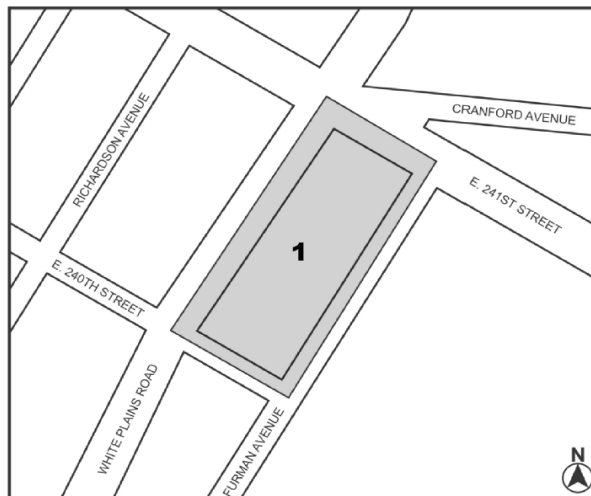 CRANFORD AVENUE
RICHARDSON AVENUE
E. 241ST STREET
1
E. 240TH STREET
WHITE PLAINS ROAD
FURMAN AVENUE
N